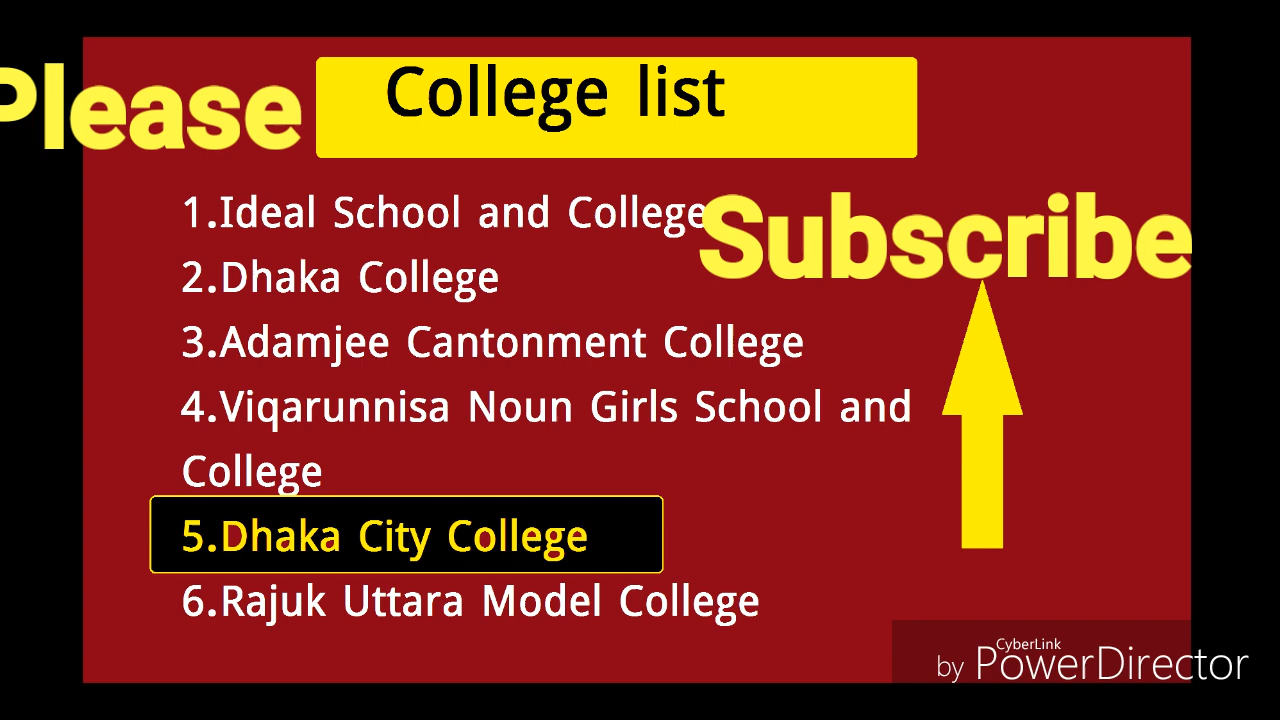 Please
College list
1.Ideal School and College
Subscribe
2.Dhaka College
3.Adamjee Cantonment College
4.Viqarunnisa Noun Girls School and
College
5.Dhaka City College
6.Rajuk Uttara Model College
by CyberLink PowerDirector